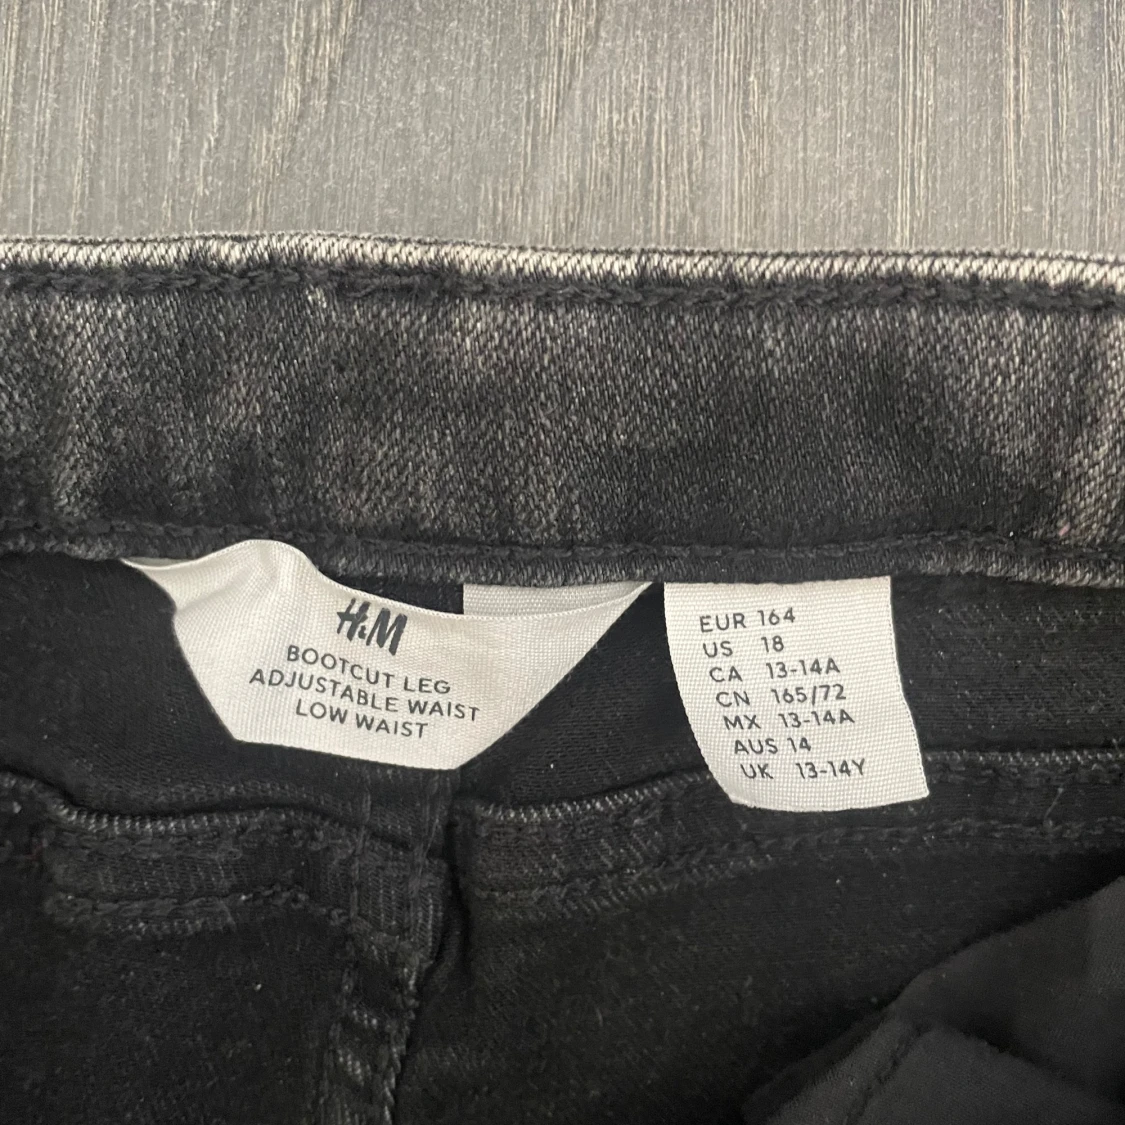 H&M
BOOTCUT LEG
ADJUSTABLE WAIST
LOW WAIST
EUR 164
US 18
CA 13-14A
CN 165/72
MX 13-14A
AUS 14
UK 13-14Y